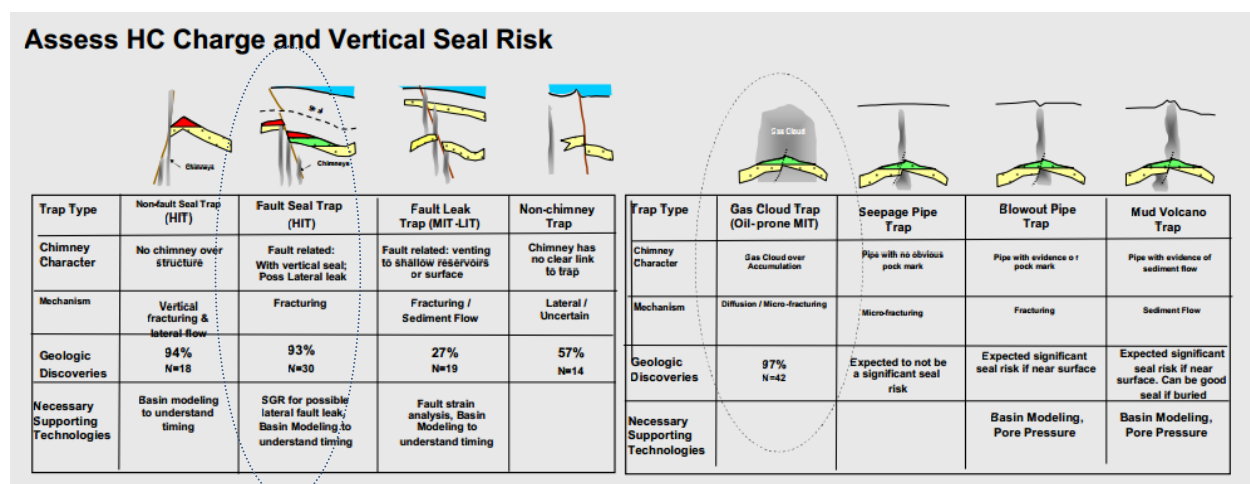 Assess HC Charge and Vertical Seal Risk
Chimneys
Seal
Chimneys
Gas Cloud
Trap Type
Non-fault Seal Trap
(HIT)
Fault Seal Trap
(HIT)
Fault Leak
Trap (MIT-LIT)
Non-chimney
Trap
Chimney
Character
No chimney over
structure
Fault related:
With vertical seal;
Poss Lateral leak
Fault related: venting
to shallow reservoirs
or surface
Chimney has
no clear link
to trap
Mechanism
Vertical
fracturing &
lateral flow
Fracturing
Fracturing /
Sediment Flow
Lateral /
Uncertain
Geologic
Discoveries
94%
N=18
93%
N=30
27%
N=19
57%
N=14
Necessary
Supporting
Technologies
Basin modeling
to understand
timing
SGR for possible
lateral fault leak,
Basin Modeling to
understand timing
Fault strain
analysis, Basin
Modeling to
understand timing
Trap Type
Gas Cloud Trap
(Oil-prone MIT)
Seepage Pipe
Trap
Blowout Pipe
Trap
Mud Volcano
Trap
Chimney
Character
Gas Cloud over
Accumulation
Pipe with no obvious
pock mark
Pipe with evidence o r
pock mark
Pipe with evidence of
sediment flow
Mechanism
Diffusion / Micro-fracturing
Micro-fracturing
Fracturing
Sediment Flow
Geologic
Discoveries
97%
N=42
Expected to not be
a significant seal
risk
Expected significant
seal risk if near surface
Expected significant
seal risk if near
surface. Can be good
seal if buried
Necessary
Supporting
Technologies
Basin Modeling,
Pore Pressure
Basin Modeling,
Pore Pressure